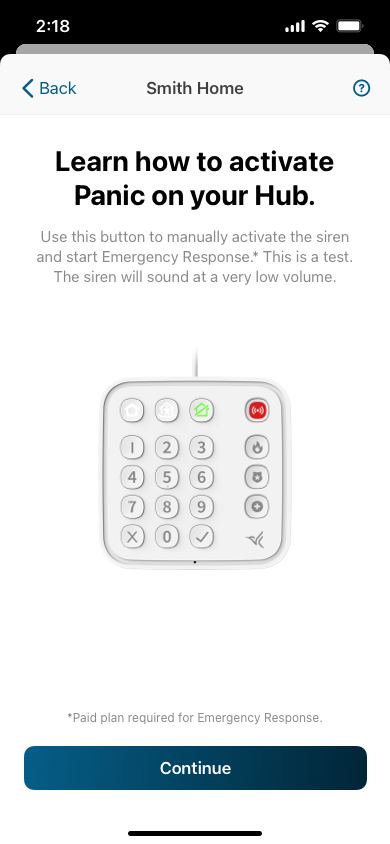 2:18
Back
Smith Home
Learn how to activate
Panic on your Hub.
Use this button to manually activate the siren
and start Emergency Response.* This is a test.
The siren will sound at a very low volume.
1 2 3
4 5 6
7 8 9
X 0
*Paid plan required for Emergency Response.
Continue